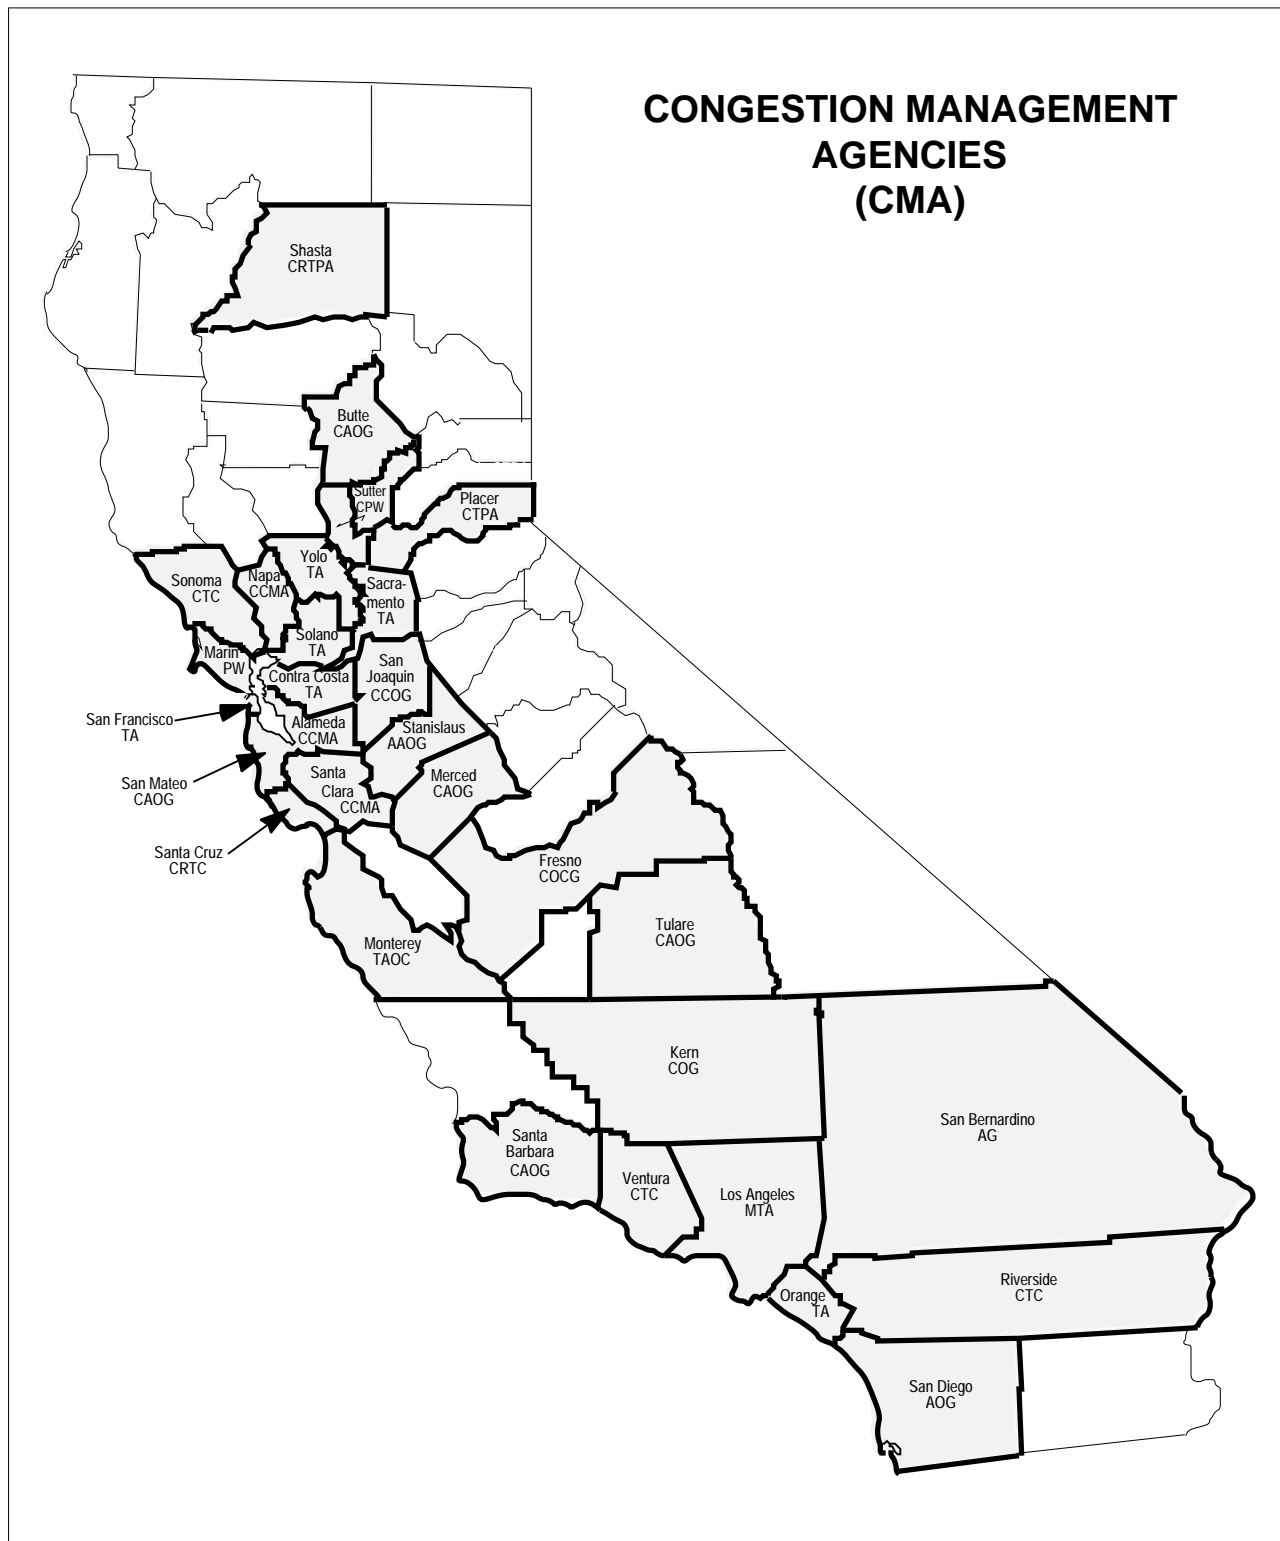 CONGESTION MANAGEMENT
AGENCIES
(CMA)
Shasta
CRTPA
Butte
CAOG
Sutter
CPW
Placer
CTPA
Yolo
TA
Sonoma
CTC
Napa
CCMA
Sacra-
mento
TA
Solano
TA
Marin
PW
Contra Costa
TA
San
Joaquin
CCOG
San Francisco
TA
Alameda
CCMA
Stanislaus
AAOG
San Mateo
CAOG
Santa
Clara
CCMA
Merced
CAOG
Santa Cruz
CRTC
Fresno
COCG
Tulare
CAOG
Monterey
TAOC
Kern
COG
San Bernardino
AG
Santa
Barbara
CAOG
Ventura
CTC
Los Angeles
MTA
Riverside
CTC
Orange
TA
San Diego
AOG